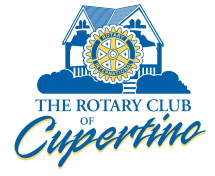 THE ROTARY CLUB
OF
Cupertino